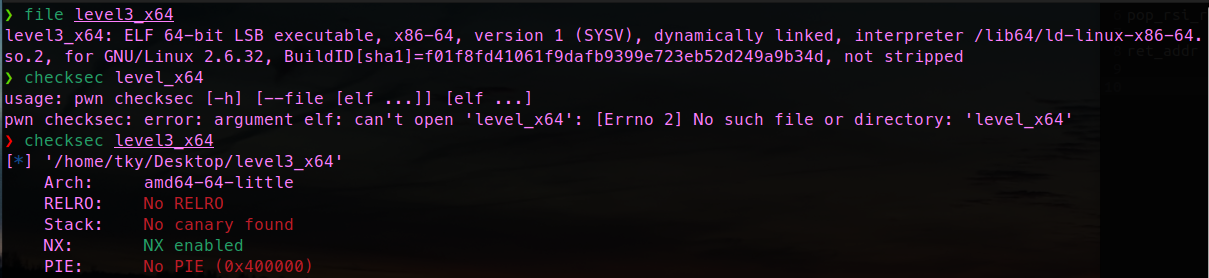 ❯ file level3_x64
level3_x64: ELF 64-bit LSB executable, x86-64, version 1 (SYSV), dynamically linked, interpreter /lib64/ld-linux-x86-64.
so.2, for GNU/Linux 2.6.32, BuildID[sha1]=f01f8fd41061f9dafb9399e723eb52d249a9b34d, not stripped
❯ checksec level_x64
usage: pwn checksec [-h] [--file [elf ...]] [elf ...]
pwn checksec: error: argument elf: can't open 'level_x64': [Errno 2] No such file or directory: 'level_x64'
❯ checksec level3_x64
[*] '/home/tky/Desktop/level3_x64'
Arch: amd64-64-little
RELRO: No RELRO
Stack: No canary found
NX: NX enabled
PIE: No PIE (0x400000)